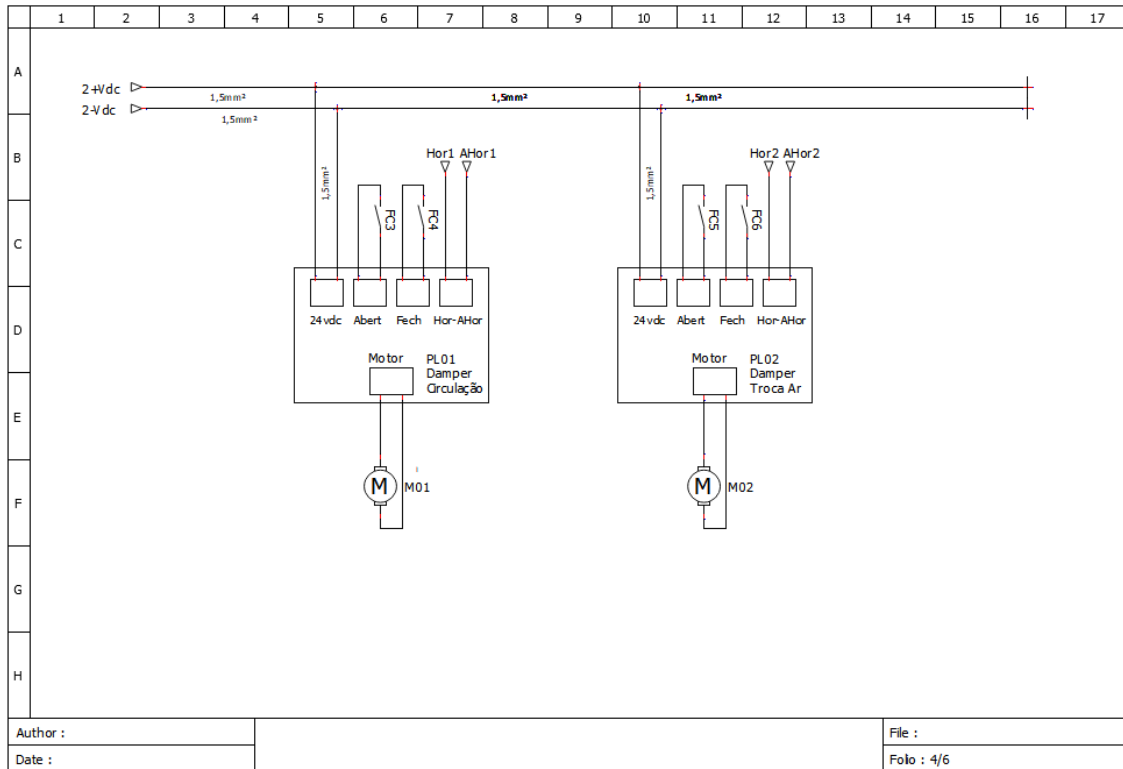 1 2 3 4 5 6 7 8 9 10 11 12 13 14 15 16 17
A
2+Vdc
1,5mm² 1,5mm² 1,5mm²
2-Vdc
1,5mm²
B
Hor1 AHor1 Hor2 AHor2
1,5mm² 1,5mm²
C
FC3 FC4 FC5 FC6
D
24vdc Abert Fech Hor-AHor 24vdc Abert Fech Hor-AHor
Motor PL01 Motor PL02
Damper Damper
Circulação Troca Ar
E
F
M M01 M M02
G
H
Author :
File :
Date :
Folio : 4/6